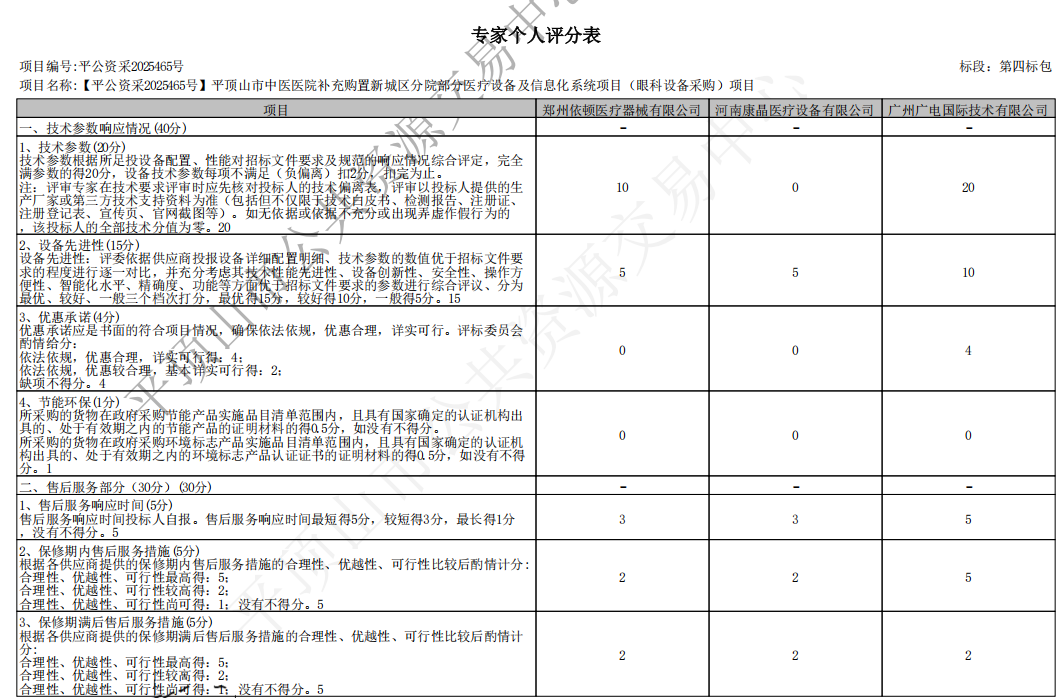 专家个人评分表
项目编号:平公资采2025465号
标段：第四标包
项目名称:【平公资采2025465号】平顶山市中医医院补充购置新城区分院部分医疗设备及信息化系统项目（眼科设备采购）项目
项目 郑州依顿医疗器械有限公司 河南康晶医疗设备有限公司 广州广电国际技术有限公司
一、技术参数响应情况(40分) - - -
1、技术参数(20分)
技术参数根据所足投设备配置、性能对招标文件要求及规范的响应情况综合评定，完全
满参数的得20分，设备技术参数每项不满足（负偏离）扣2分，扣完为止。
注：评审专家在技术要求评审时应先核对投标人的技术偏离表，评审以投标人提供的生
产厂家或第三方技术支持资料为准（包括但不仅限于技术白皮书、检测报告、注册证、
注册登记表、宣传页、官网截图等）。如无依据或依据不充分或出现弄虚作假行为的
，该投标人的全部技术分值为零。20
10 0 20
2、设备先进性(15分)
设备先进性：评委依据供应商投报设备详细配置明细、技术参数的数值优于招标文件要
求的程度进行逐一对比，并充分考虑其技术性能先进性、设备创新性、安全性、操作方
便性、智能化水平、精确度、功能等方面优于招标文件要求的参数进行综合评议、分为
最优、较好、一般三个档次打分，最优得15分，较好得10分，一般得5分。15
5 5 10
3、优惠承诺(4分)
优惠承诺应是书面的符合项目情况，确保依法依规，优惠合理，详实可行。评标委员会
酌情给分:
依法依规，优惠合理，详实可行得：4；
依法依规，优惠较合理，基本详实可行得：2；
缺项不得分。4
0 0 4
4、节能环保(1分)
所采购的货物在政府采购节能产品实施品目清单范围内，且具有国家确定的认证机构出
具的、处于有效期之内的节能产品的证明材料的得0.5分，如没有不得分。
所采购的货物在政府采购环境标志产品实施品目清单范围内，且具有国家确定的认证机
构出具的、处于有效期之内的环境标志产品认证证书的证明材料的得0.5分，如没有不得
分。1
0 0 0
二、售后服务部分（30分）(30分) - - -
1、售后服务响应时间(5分)
售后服务响应时间投标人自报。售后服务响应时间最短得5分，较短得3分，最长得1分
，没有不得分。5
3 3 5
2、保修期内售后服务措施(5分)
根据各供应商提供的保修期内售后服务措施的合理性、优越性、可行性比较后酌情计分:
合理性、优越性、可行性最高得：5；
合理性、优越性、可行性较高得：2；
合理性、优越性、可行性尚可得：1；没有不得分。5
2 2 5
3、保修期满后售后服务措施(5分)
根据各供应商提供的保修期满后售后服务措施的合理性、优越性、可行性比较后酌情计
分:
合理性、优越性、可行性最高得：5；
合理性、优越性、可行性较高得：2；
合理性、优越性、可行性尚可得：1；没有不得分。5
2 2 2
平顶山市公共资源交易中心
平顶山市公共资源交易中心